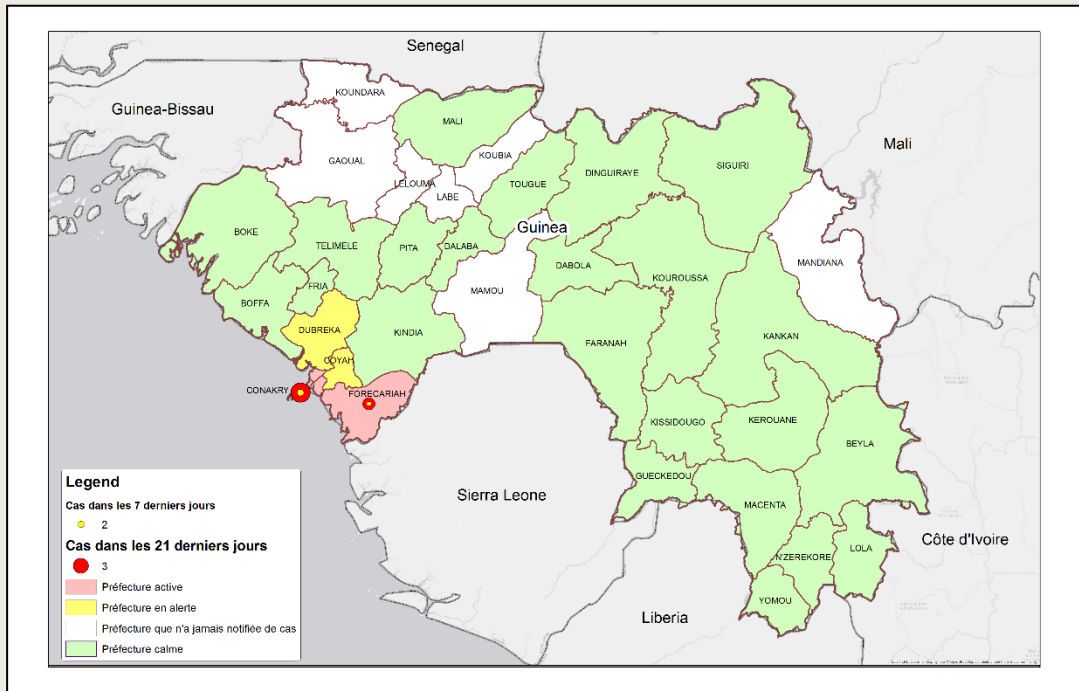 Senegal
Guinea-Bissau
KOUNDARA
MALI
Mali
GAOUAL
KOUBIA
SIGUIRI
DINGUIRAYE
LELOUMA
LABE
TOUGUE
Guinea
BOKE
TELIMELE
PITA
DALABA
MANDIANA
DABOLA
KOUROUSSA
FRIA
MAMOU
BOFFA
DUBREKA
KINDIA
KANKAN
FARANAH
COYAH
CONAKRY
FORECARIAH
KISSIDOUGO
KEROUANE
BEYLA
GUECKEDOU
Sierra Leone
MACENTA
Côte d'Ivoire
N'ZEREKORE
LOLA
YOMOU
Liberia
Legend
Cas dans les 7 derniers jours
2
Cas dans les 21 derniers jours
3
Préfecture active
Préfecture en alerte
Préfecture que n'a jamais notifiée de cas
Préfecture calme